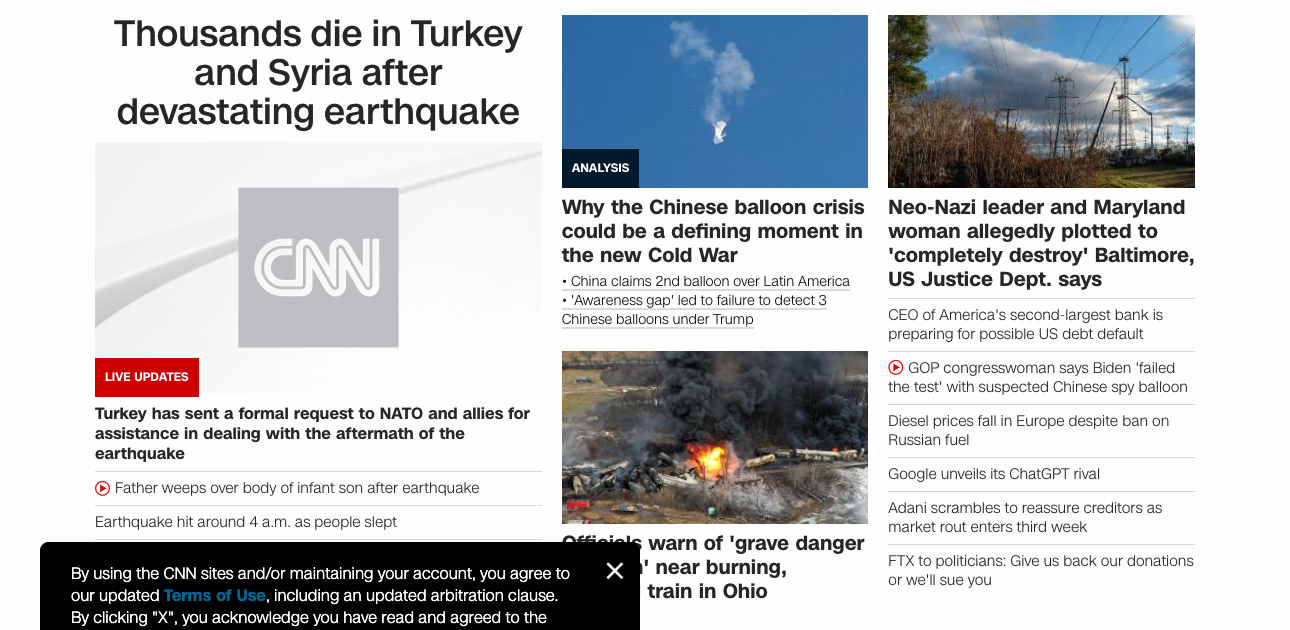 Thousands die in Turkey
and Syria after
devastating earthquake
CNN
LIVE UPDATES
Turkey has sent a formal request to NATO and allies for
assistance in dealing with the aftermath of the
earthquake
Father weeps over body of infant son after earthquake
Earthquake hit around 4 a.m. as people slept
By using the CNN sites and/or maintaining your account, you agree to
our updated Terms of Use, including an updated arbitration clause.
By clicking "X", you acknowledge you have read and agreed to the
ANALYSIS
Why the Chinese balloon crisis
could be a defining moment in
the new Cold War
• China claims 2nd balloon over Latin America
• 'Awareness gap' led to failure to detect 3
Chinese balloons under Trump
Officials warn of 'grave danger
near burning,
train in Ohio
Neo-Nazi leader and Maryland
woman allegedly plotted to
'completely destroy' Baltimore,
US Justice Dept. says
CEO of America's second-largest bank is
preparing for possible US debt default
GOP congresswoman says Biden 'failed
the test' with suspected Chinese spy balloon
Diesel prices fall in Europe despite ban on
Russian fuel
Google unveils its ChatGPT rival
Adani scrambles to reassure creditors as
market rout enters third week
FTX to politicians: Give us back our donations
or we'll sue you